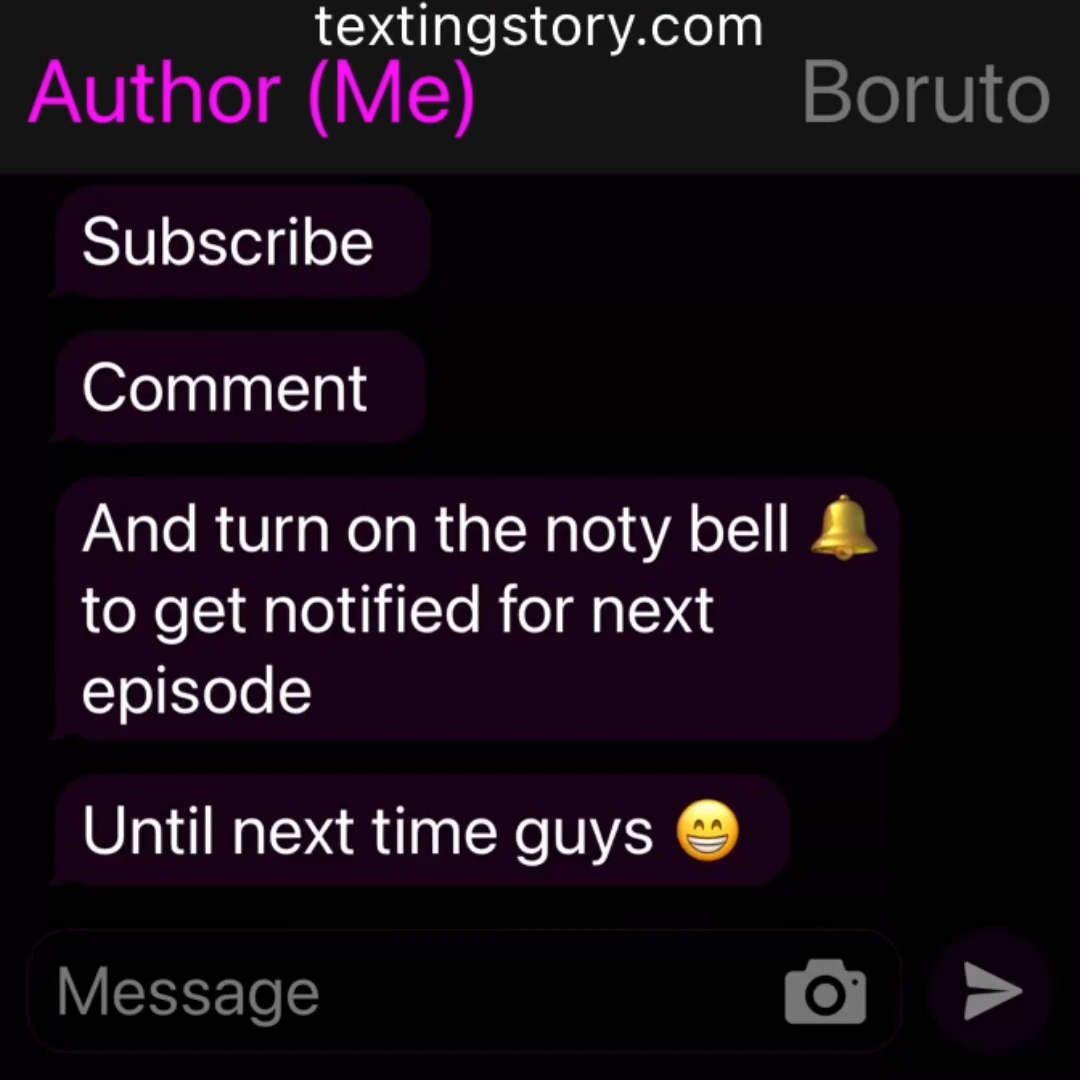 textingstory.com
Author (Me) Boruto
Subscribe
Comment
And turn on the noty bell 🔔
to get notified for next
episode
Until next time guys 😁
Message